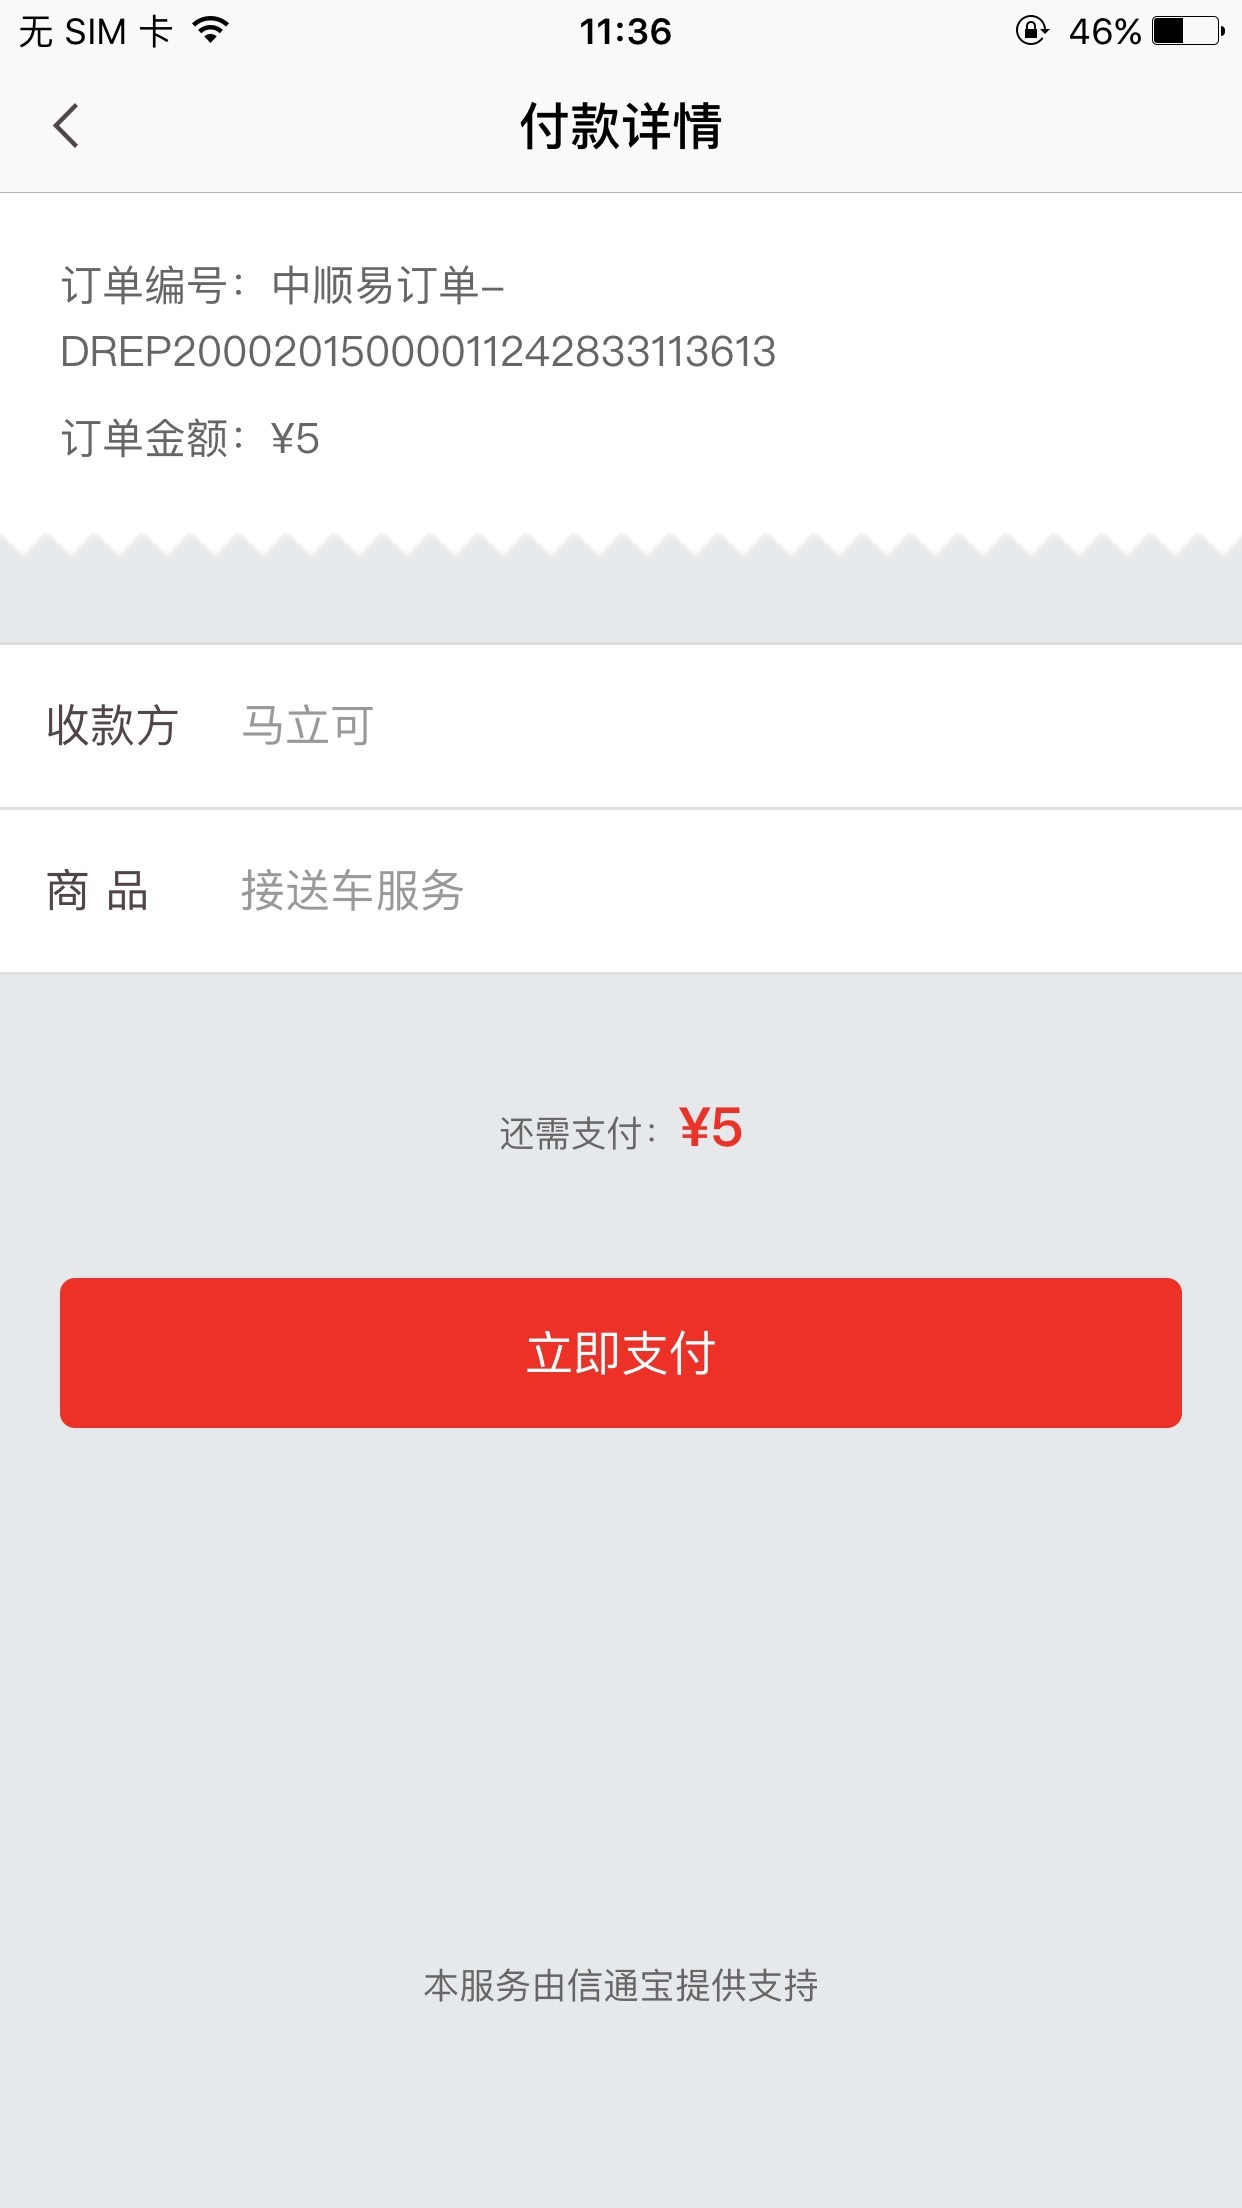 无 SIM 卡
11:36
46%
付款详情
订单编号：中顺易订单-
DREP20002015000011242833113613
订单金额：¥5
收款方 马立可
商 品 接送车服务
还需支付：¥5
立即支付
本服务由信通宝提供支持